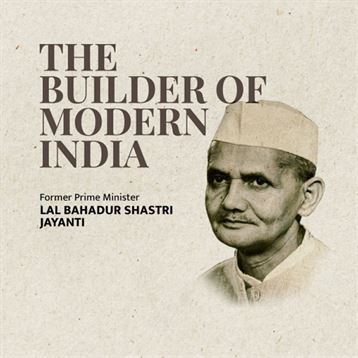 THE
BUILDER OF
MODERN
INDIA
Former Prime Minister
LAL BAHADUR SHASTRI
JAYANTI